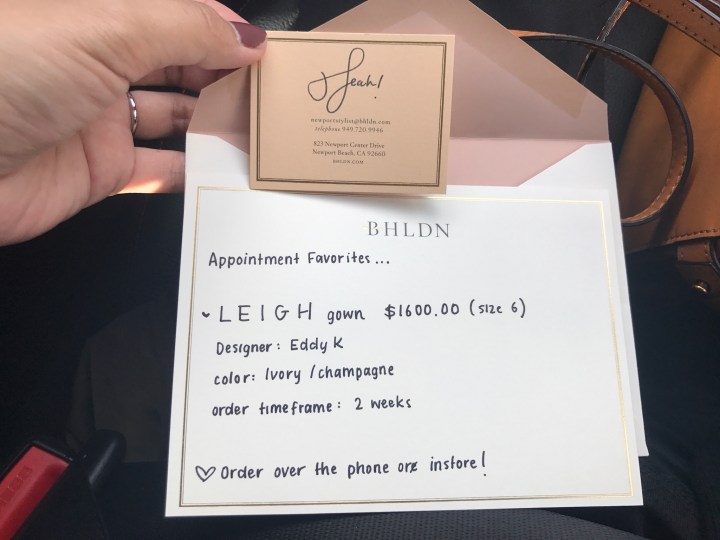 Leah!
newportstylist@bhldn.com
telephone 949.720.9946
823 Newport Center Drive
Newport Beach, CA 92660
BHLDN.COM
BHLDN
Appointment Favorites...
LEIGH gown $1600.00 (size 6)
Designer: Eddy K
color: Ivory/champagne
order timeframe: 2 weeks
♡ Order over the phone or instore!